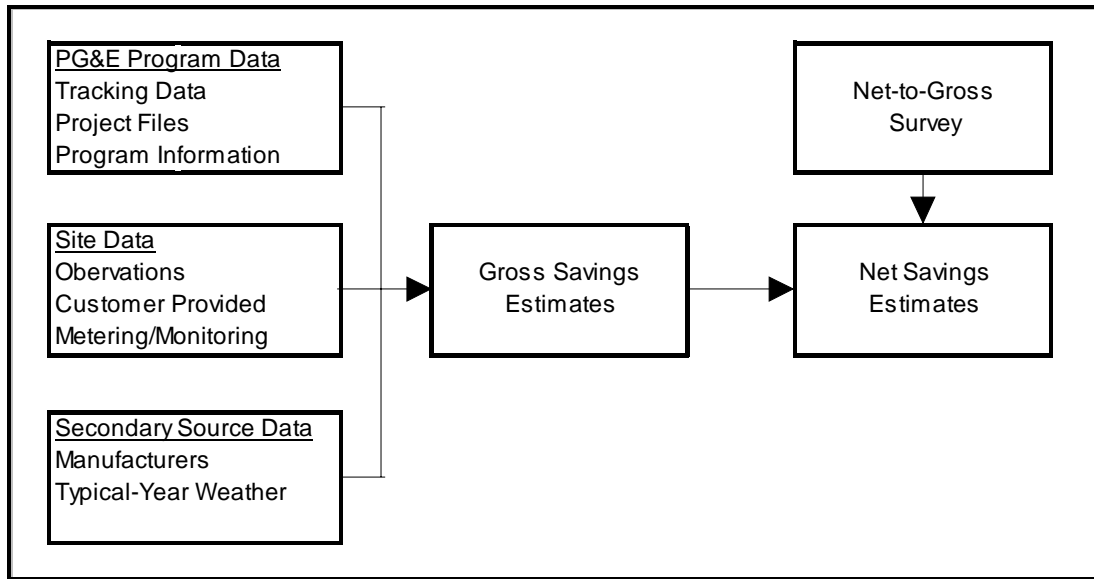 PG&E Program Data
Tracking Data
Project Files
Program Information
Net-to-Gross
Survey
Site Data
Obervations
Customer Provided
Metering/Monitoring
Gross Savings
Estimates
Net Savings
Estimates
Secondary Source Data
Manufacturers
Typical-Year Weather